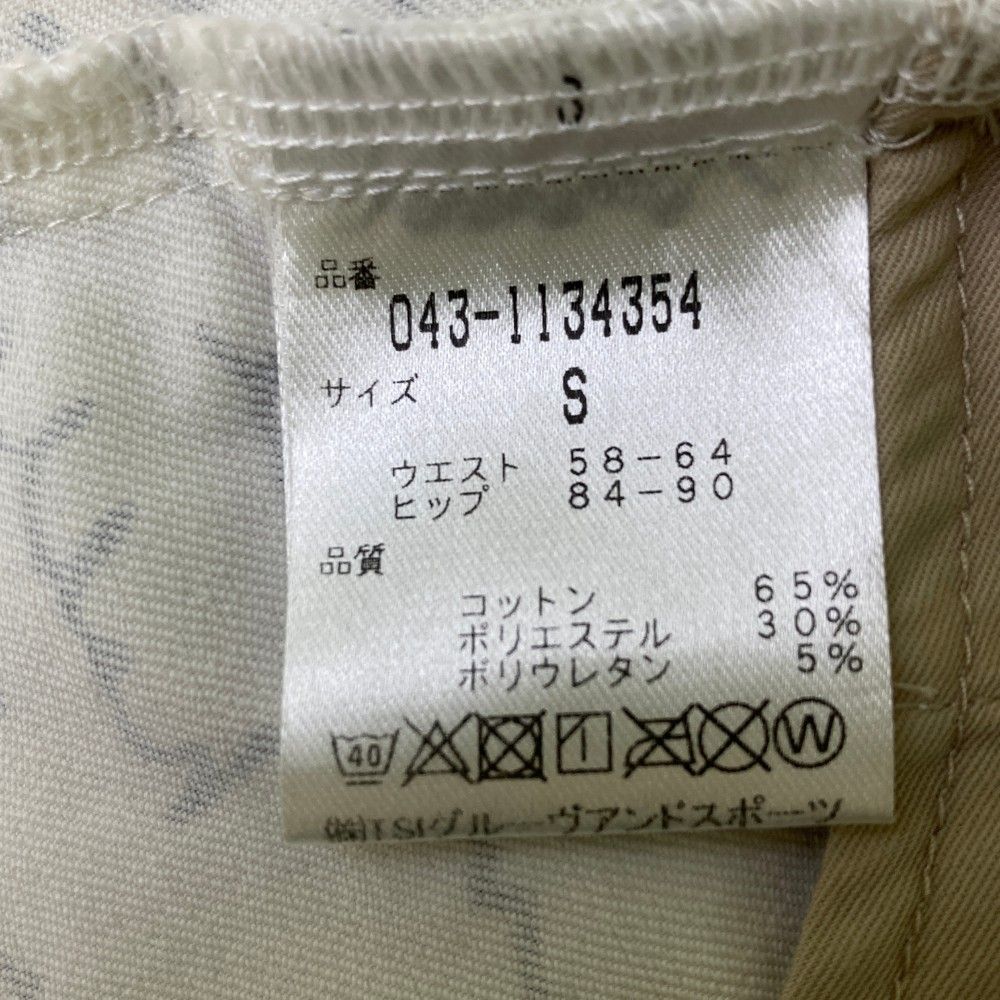 品番
043-1134354
サイズ S
ウエスト 58-64
ヒップ 84-90
品質
コットン 65%
ポリエステル 30%
ポリウレタン 5%
40 W
㈱TSIグルーヴアンドスポーツ